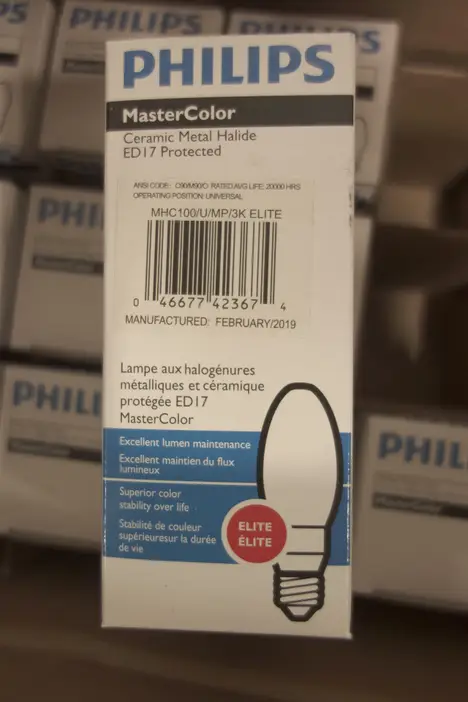 PHILIPS
MasterColor
Ceramic Metal Halide
ED17 Protected
ANSI CODE: C90/M90/O RATED AVG LIFE: 20000 HRS
OPERATING POSITION: UNIVERSAL
MHC100/U/MP/3K ELITE
0 46677 42367 4
MANUFACTURED: FEBRUARY/2019
Lampe aux halogénures
métalliques et céramique
protégée ED17
MasterColor
Excellent lumen maintenance
Excellent maintien du flux
lumineux
Superior color
stability over life
Stabilité de couleur
supérieuresur la durée
de vie
ELITE
ÉLITE
PHILIPS
PHI
PHILI
PHIL
MasterColor